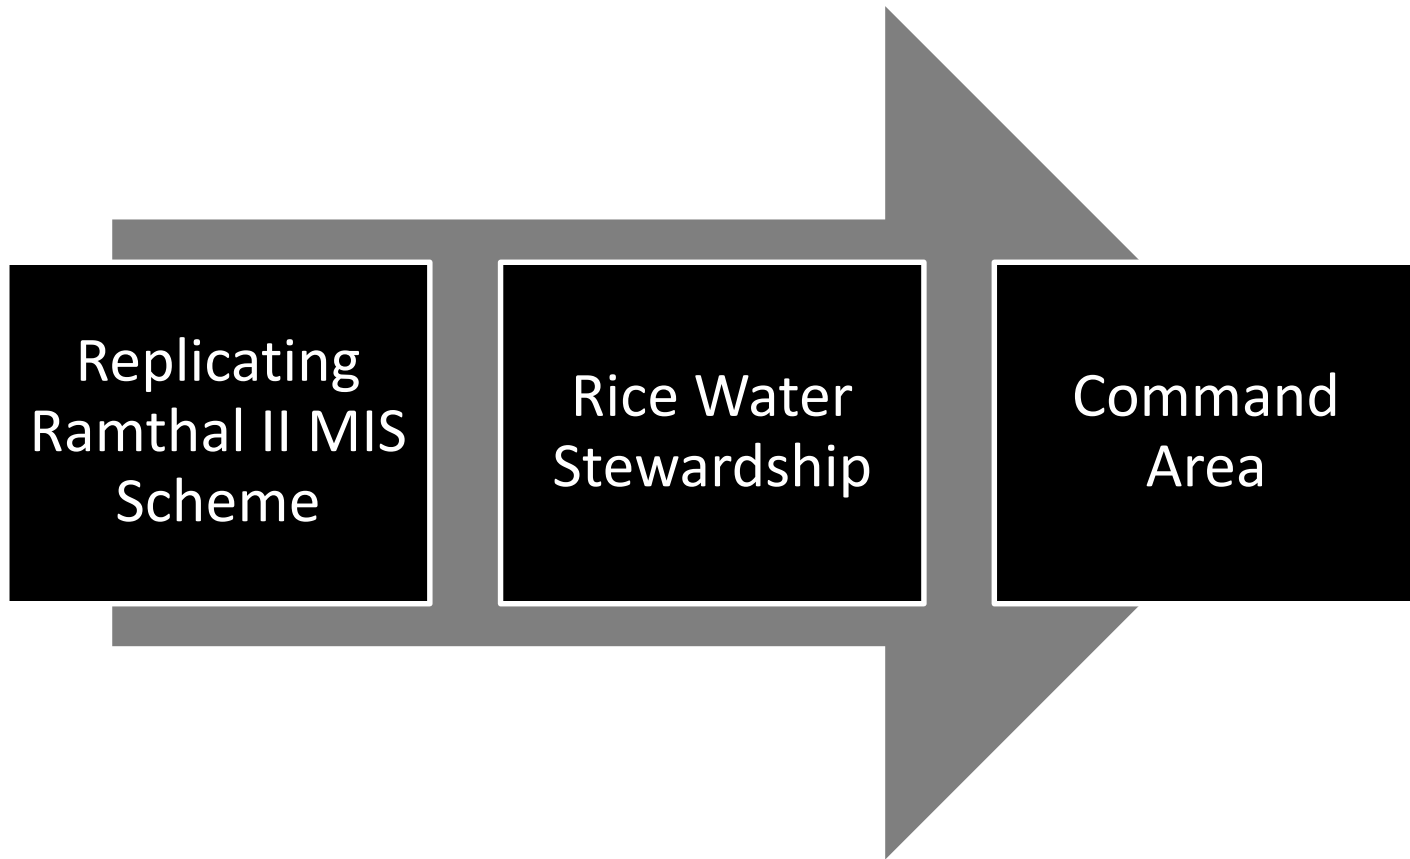 Replicating
Ramthal II MIS
Scheme
Rice Water
Stewardship
Command
Area